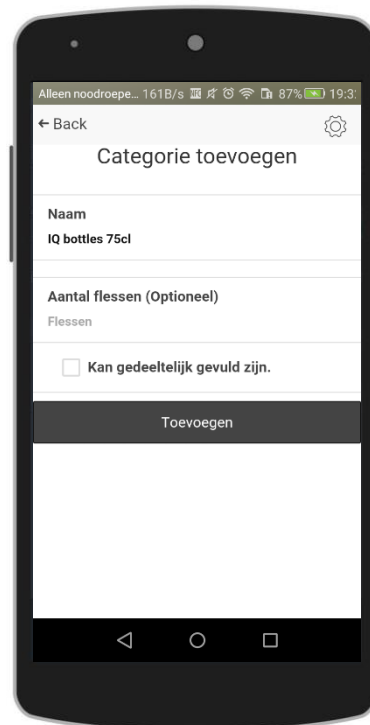 Alleen noodroepe... 161B/s 87% 19:3
← Back
Categorie toevoegen
Naam
IQ bottles 75cl
Aantal flessen (Optioneel)
Flessen
Kan gedeeltelijk gevuld zijn.
Toevoegen